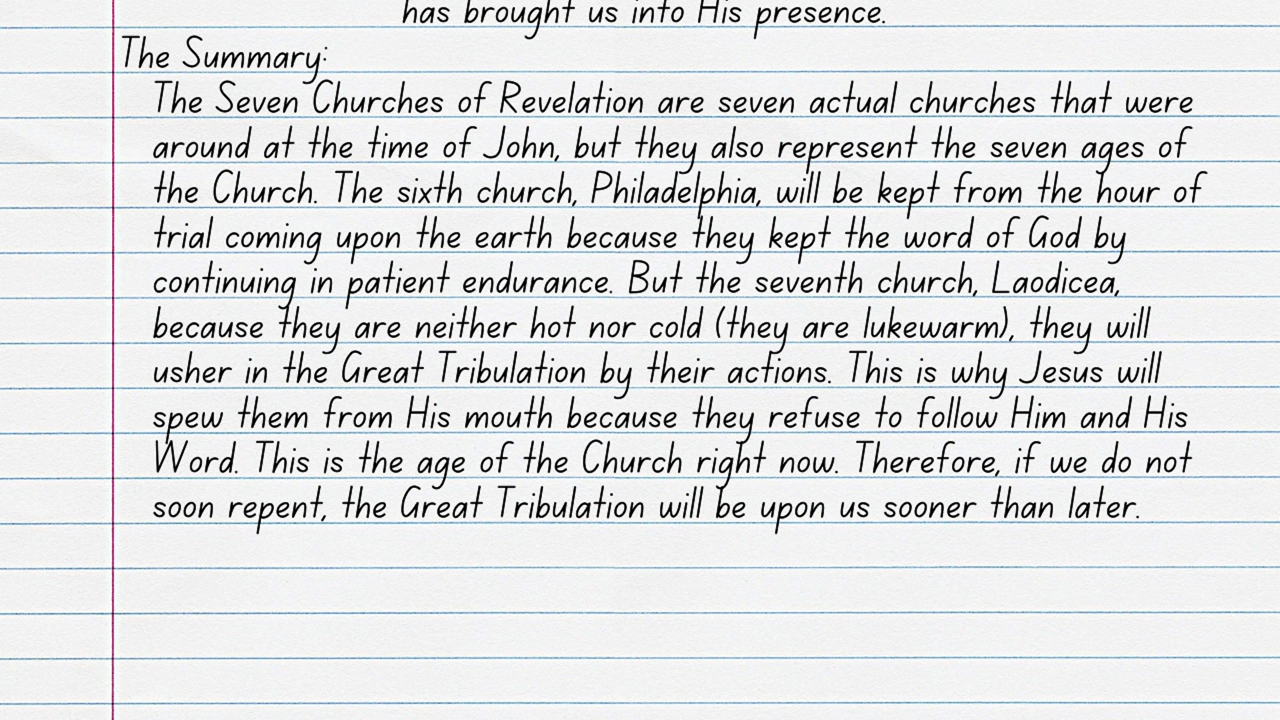 has brought us into His presence.
The Summary:
The Seven Churches of Revelation are seven actual churches that were
around at the time of John, but they also represent the seven ages of
the Church. The sixth church, Philadelphia, will be kept from the hour of
trial coming upon the earth because they kept the word of God by
continuing in patient endurance. But the seventh church, Laodicea,
because they are neither hot nor cold (they are lukewarm), they will
usher in the Great Tribulation by their actions. This is why Jesus will
spew them from His mouth because they refuse to follow Him and His
Word. This is the age of the Church right now. Therefore, if we do not
soon repent, the Great Tribulation will be upon us sooner than later.